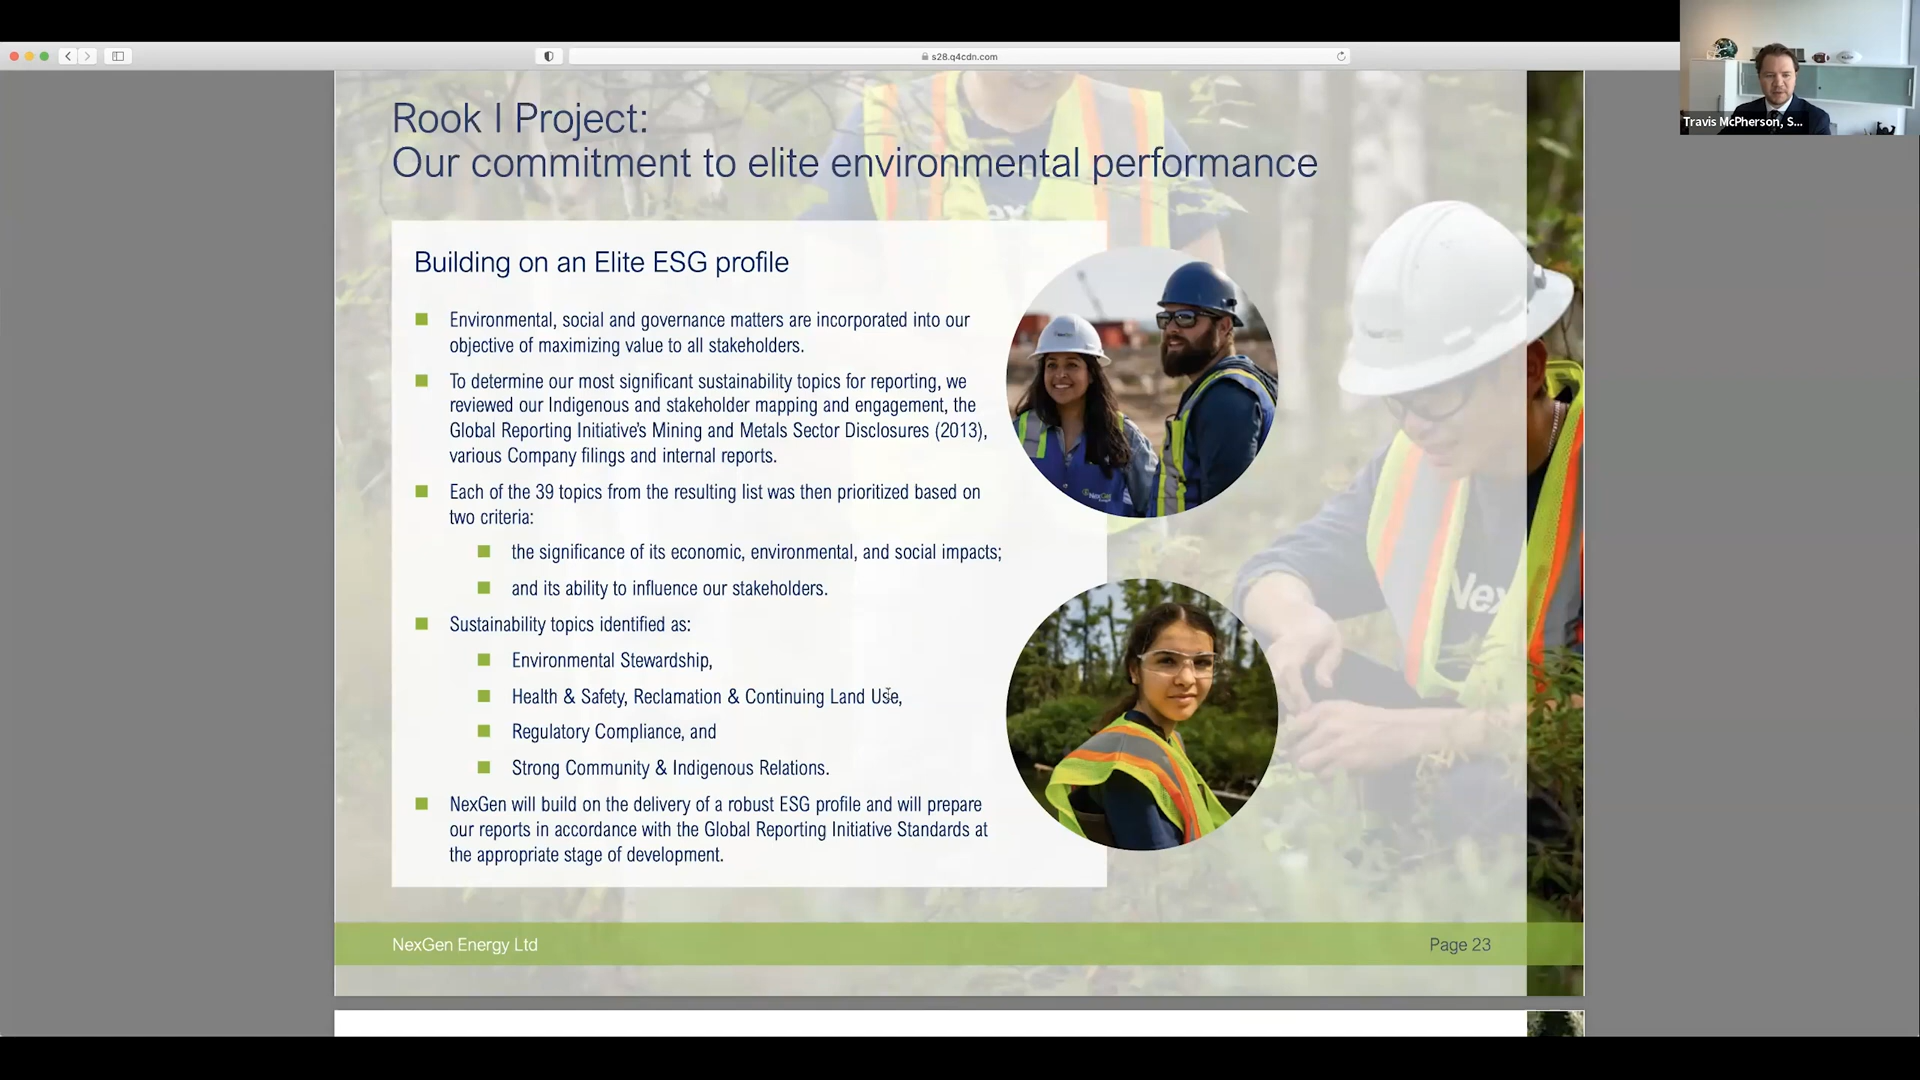 s28.q4cdn.com
Travis McPherson, S...
Rook I Project:
Our commitment to elite environmental performance
Building on an Elite ESG profile
Environmental, social and governance matters are incorporated into our
objective of maximizing value to all stakeholders.
To determine our most significant sustainability topics for reporting, we
reviewed our Indigenous and stakeholder mapping and engagement, the
Global Reporting Initiative's Mining and Metals Sector Disclosures (2013),
various Company filings and internal reports.
Each of the 39 topics from the resulting list was then prioritized based on
two criteria:
the significance of its economic, environmental, and social impacts;
and its ability to influence our stakeholders.
Sustainability topics identified as:
Environmental Stewardship,
Health & Safety, Reclamation & Continuing Land Use,
Regulatory Compliance, and
Strong Community & Indigenous Relations.
NexGen will build on the delivery of a robust ESG profile and will prepare
our reports in accordance with the Global Reporting Initiative Standards at
the appropriate stage of development.
NexGen
Nex
NexGen Energy Ltd
Page 23